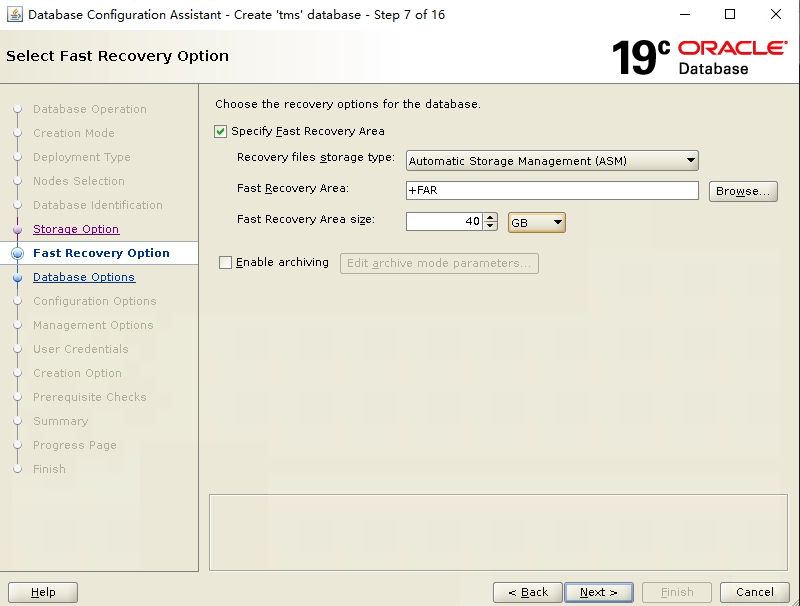 Database Configuration Assistant - Create 'tms' database - Step 7 of 16
Select Fast Recovery Option
19c ORACLE
Database
Database Operation
Creation Mode
Deployment Type
Nodes Selection
Database Identification
Storage Option
Fast Recovery Option
Database Options
Configuration Options
Management Options
User Credentials
Creation Option
Prerequisite Checks
Summary
Progress Page
Finish
Choose the recovery options for the database.
Specify Fast Recovery Area
Recovery files storage type: Automatic Storage Management (ASM)
Fast Recovery Area: +FAR Browse...
Fast Recovery Area size: 40 GB
Enable archiving Edit archive mode parameters...
Help < Back Next > Finish Cancel